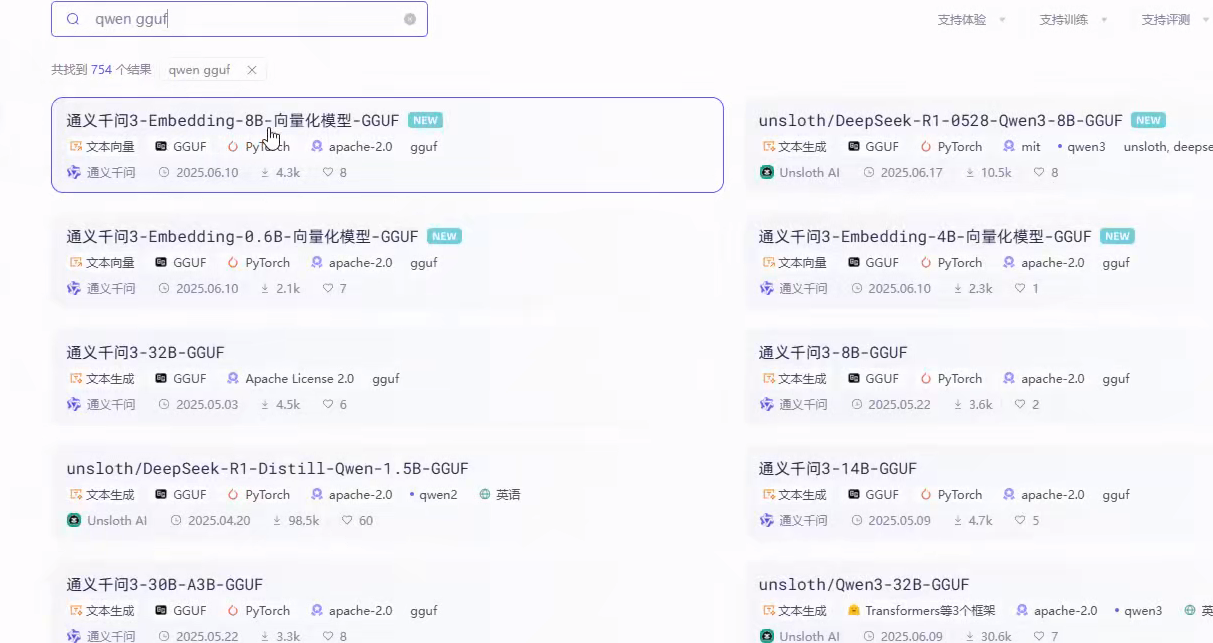 qwen gguf
支持体验 支持训练 支持评测
共找到 754 个结果 qwen gguf
通义千问3-Embedding-8B-向量化模型-GGUF NEW
文本向量 GGUF PyTorch apache-2.0 gguf
通义千问 2025.06.10 4.3k 8
unsloth/DeepSeek-R1-0528-Qwen3-8B-GGUF NEW
文本生成 GGUF PyTorch mit • qwen3 unsloth, deepse
Unsloth AI 2025.06.17 10.5k 8
通义千问3-Embedding-0.6B-向量化模型-GGUF NEW
文本向量 GGUF PyTorch apache-2.0 gguf
通义千问 2025.06.10 2.1k 7
通义千问3-Embedding-4B-向量化模型-GGUF NEW
文本向量 GGUF PyTorch apache-2.0 gguf
通义千问 2025.06.10 2.3k 1
通义千问3-32B-GGUF
文本生成 GGUF Apache License 2.0 gguf
通义千问 2025.05.03 4.5k 6
通义千问3-8B-GGUF
文本生成 GGUF PyTorch apache-2.0 gguf
通义千问 2025.05.22 3.6k 2
unsloth/DeepSeek-R1-Distill-Qwen-1.5B-GGUF
文本生成 GGUF PyTorch apache-2.0 • qwen2 英语
Unsloth AI 2025.04.20 98.5k 60
通义千问3-14B-GGUF
文本生成 GGUF PyTorch apache-2.0 gguf
通义千问 2025.05.09 4.7k 5
通义千问3-30B-A3B-GGUF
文本生成 GGUF PyTorch apache-2.0 gguf
通义千问 2025.05.22 3.3k 8
unsloth/Qwen3-32B-GGUF
文本生成 Transformers等3个框架 apache-2.0 • qwen3 英
Unsloth AI 2025.06.09 30.6k 7